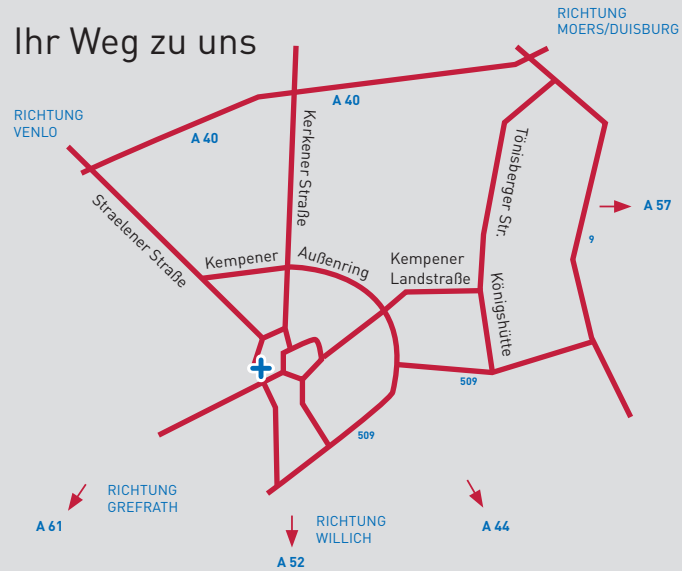 Ihr Weg zu uns
RICHTUNG
MOERS/DUISBURG
RICHTUNG
VENLO
A 40
A 40
Kerkener Straße
Tönisberger Str.
A 57
Straelener Straße
9
Kempener
Außenring
Kempener
Landstraße
Königshütte
509
509
RICHTUNG
GREFRATH
A 61
RICHTUNG
WILLICH
A 52
A 44